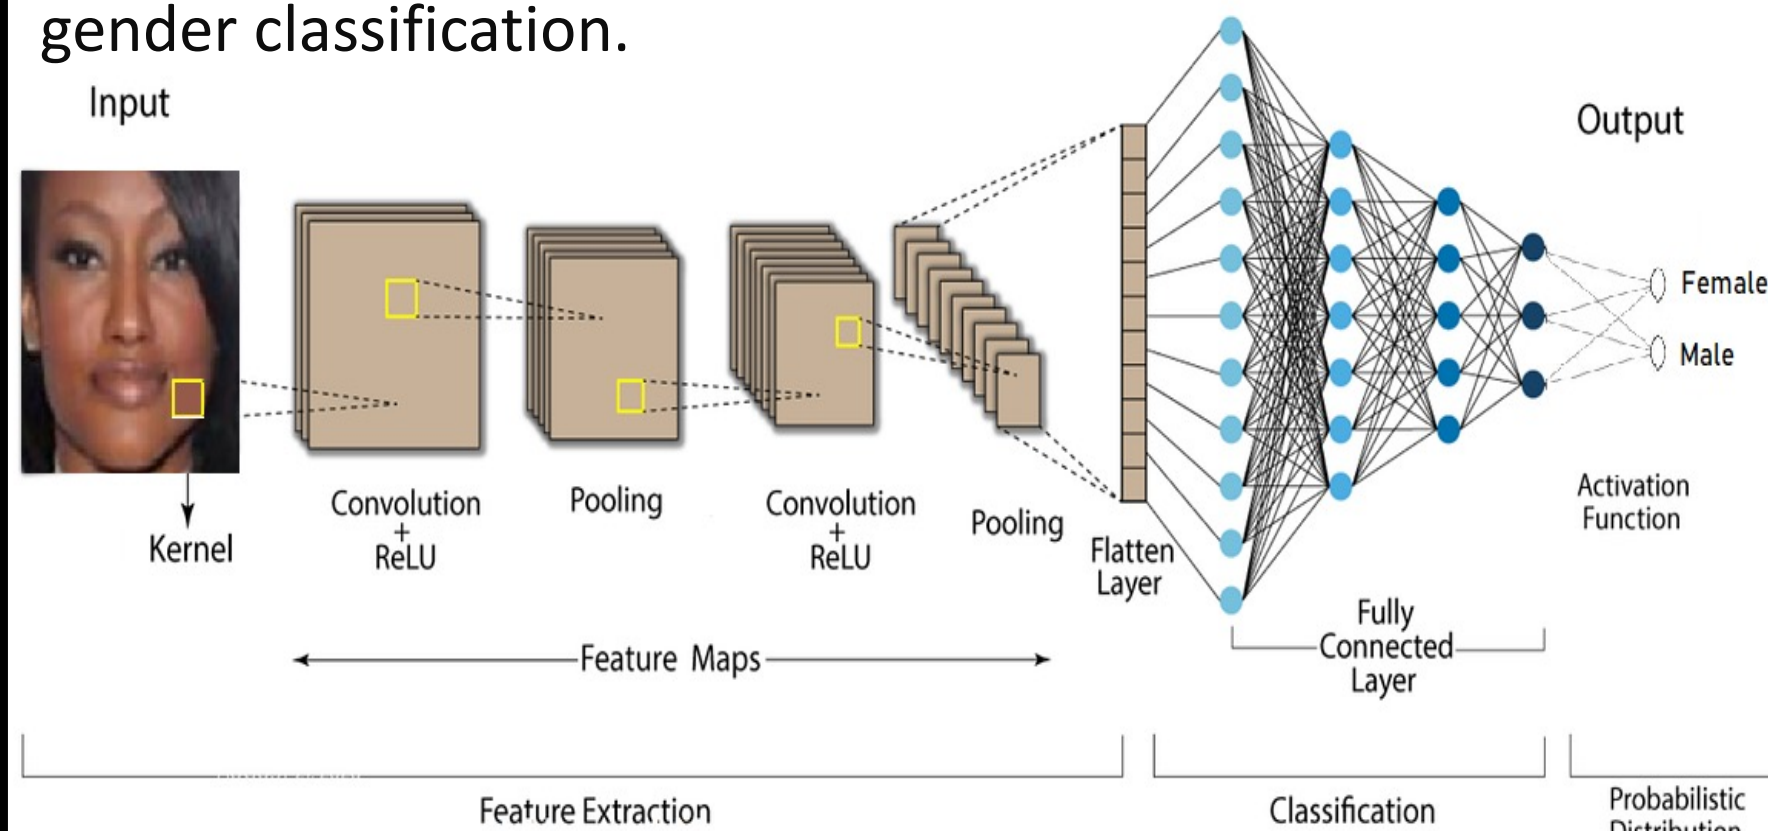 gender classification.
Input
Output
Female
Male
Kernel
Convolution
+
ReLU
Pooling
Convolution
+
ReLU
Pooling
Flatten
Layer
Activation
Function
Fully
Connected
Layer
Feature Maps
Feature Extraction
Classification
Probabilistic
Distribution